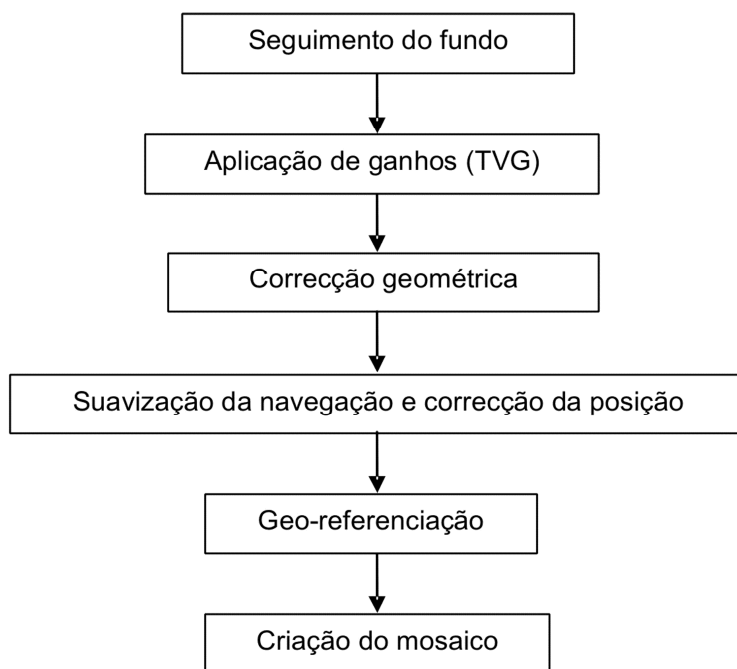 Seguimento do fundo
Aplicação de ganhos (TVG)
Correcção geométrica
Suavização da navegação e correcção da posição
Geo-referenciação
Criação do mosaico